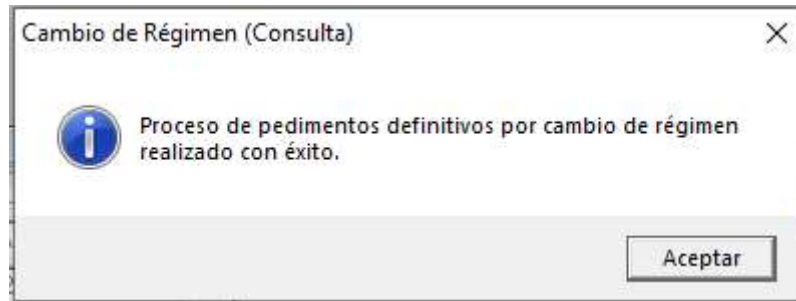 Cambio de Régimen (Consulta)
Proceso de pedimentos definitivos por cambio de régimen
realizado con éxito.
Aceptar